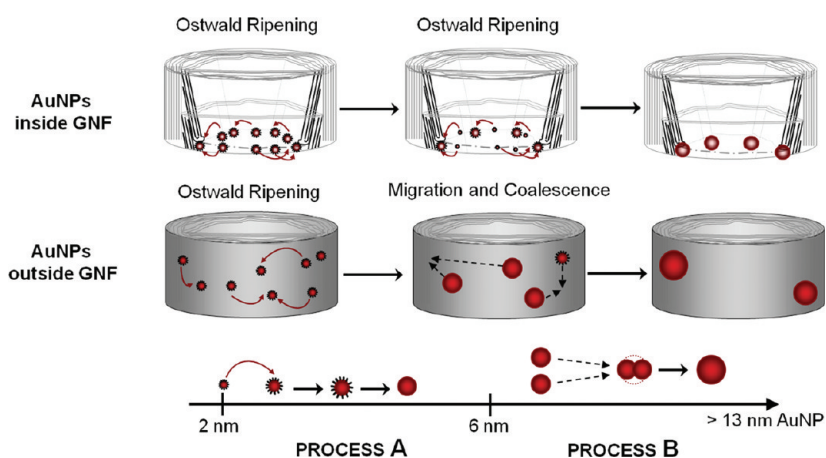 Ostwald Ripening
Ostwald Ripening
AuNPs
inside GNF
Ostwald Ripening
Migration and Coalescence
AuNPs
outside GNF
2 nm
6 nm
> 13 nm AuNP
PROCESS A
PROCESS B